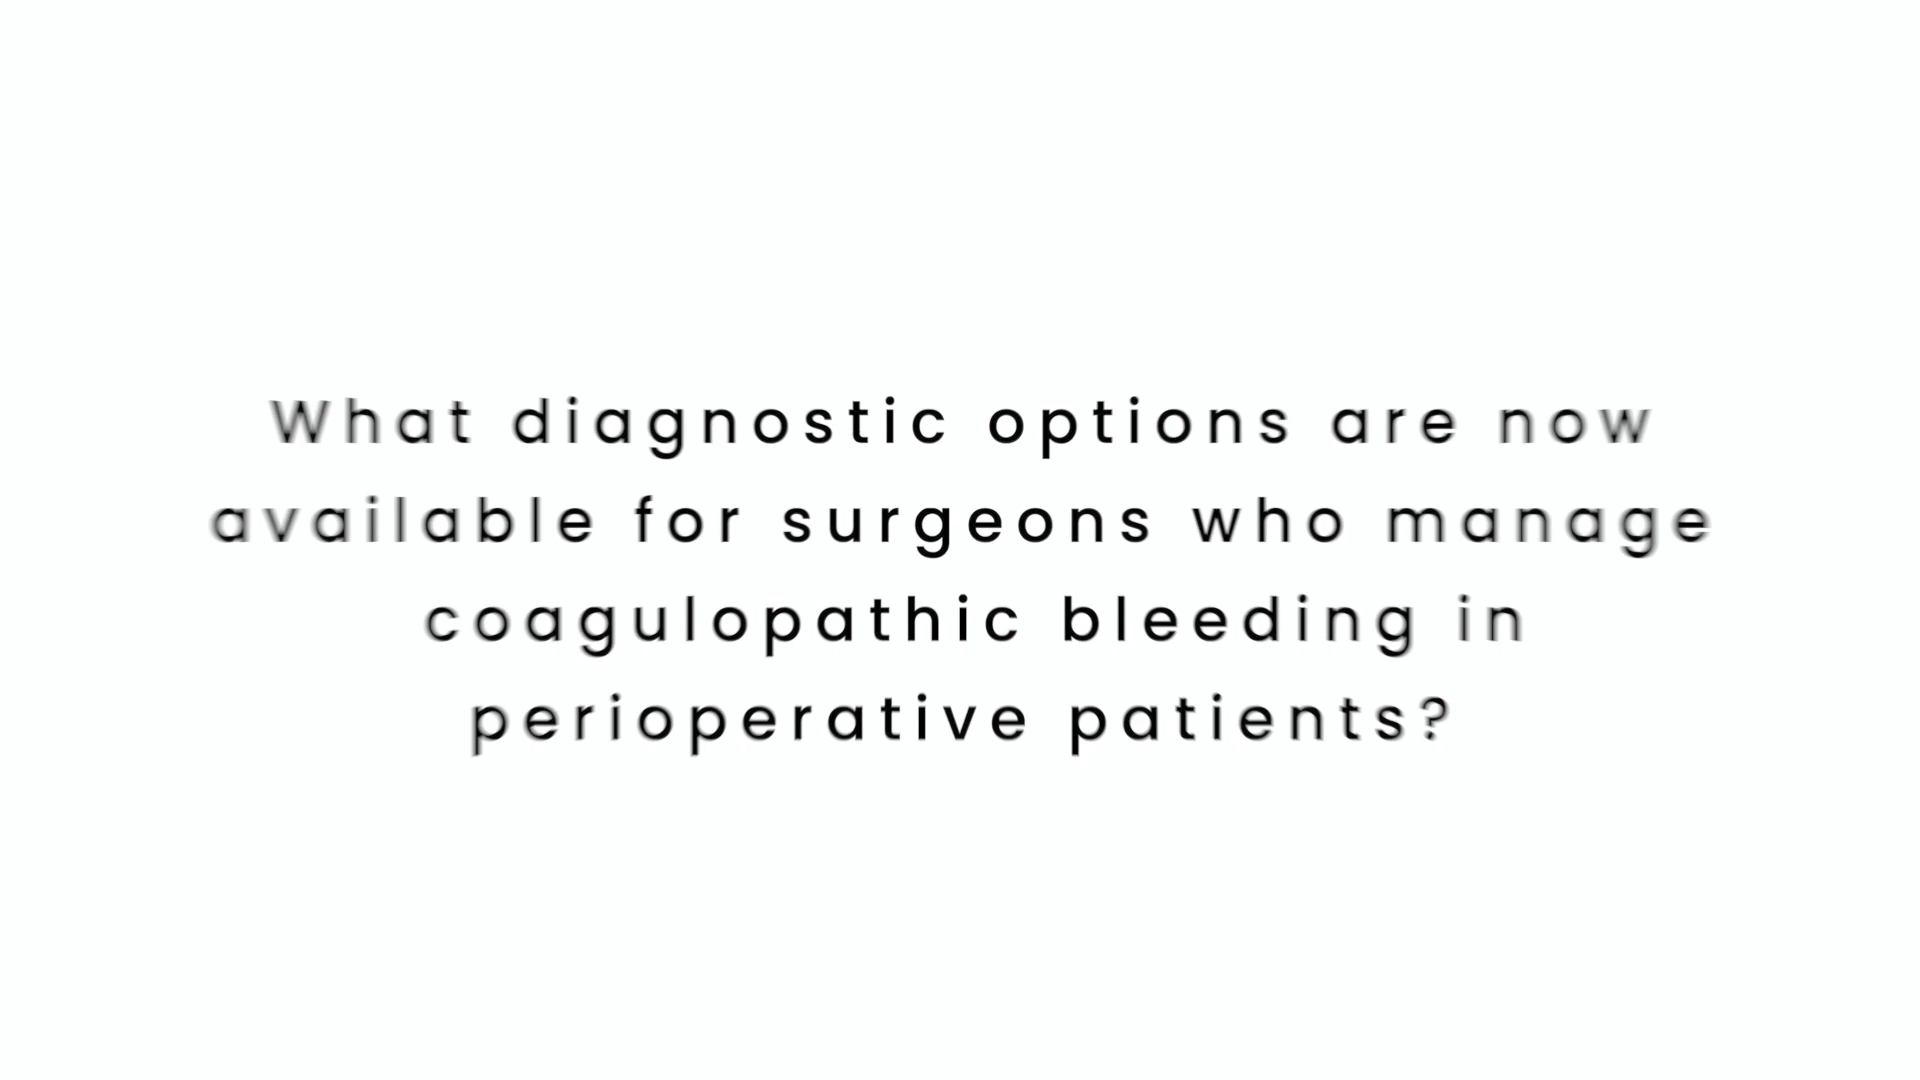 What diagnostic options are now
available for surgeons who manage
coagulopathic bleeding in
perioperative patients?